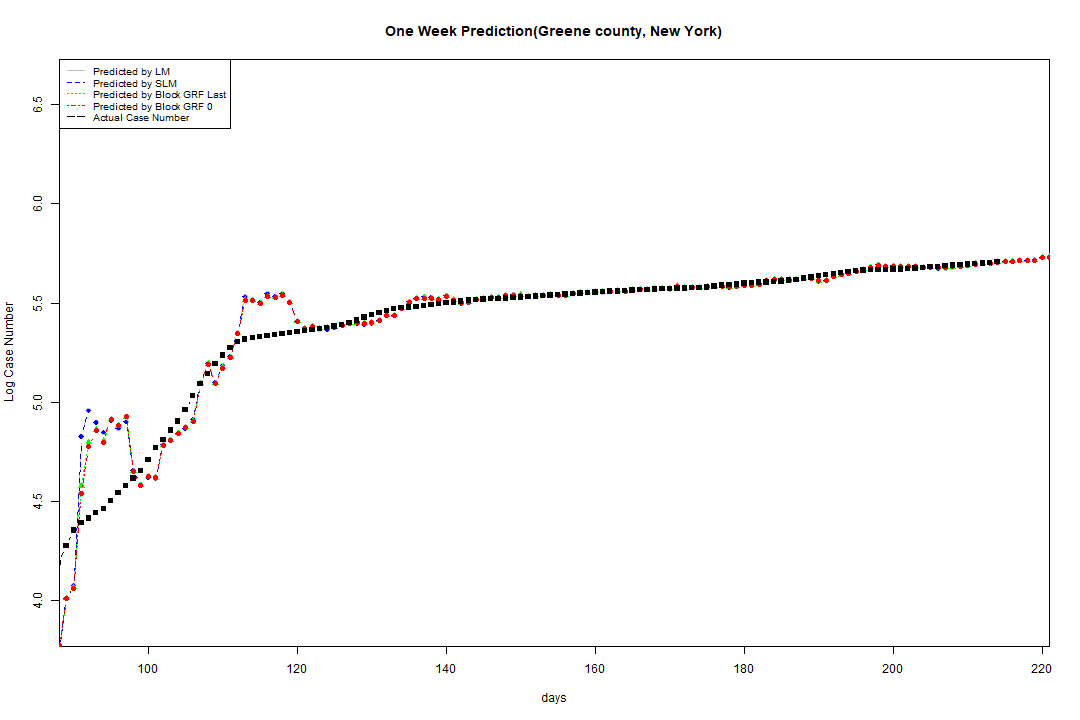 One Week Prediction(Greene county, New York)
Predicted by LM
Predicted by SLM
Predicted by Block GRF Last
Predicted by Block GRF 0
Actual Case Number
6.5
6.0
5.5
5.0
4.5
4.0
Log Case Number
100 120 140 160 180 200 220
days